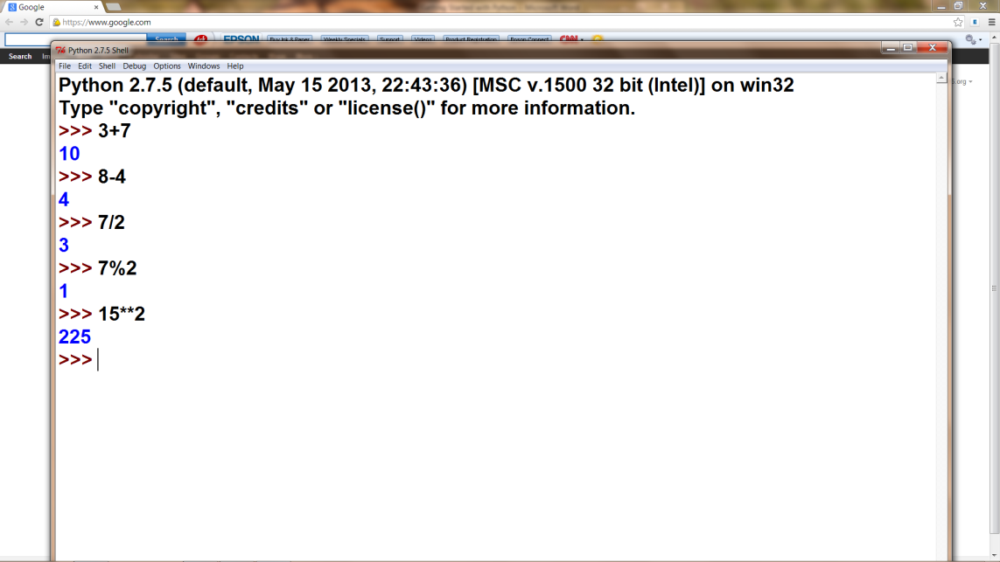 Google
https://www.google.com
Search EPSON Buy Ink & Paper Weekly Specials Support Videos Product Registration Epson Connect CNN
Search
Python 2.7.5 Shell
File Edit Shell Debug Options Windows Help
Python 2.7.5 (default, May 15 2013, 22:43:36) [MSC v.1500 32 bit (Intel)] on win32
Type "copyright", "credits" or "license()" for more information.
>>> 3+7
10
>>> 8-4
4
>>> 7/2
3
>>> 7%2
1
>>> 15**2
225
>>>